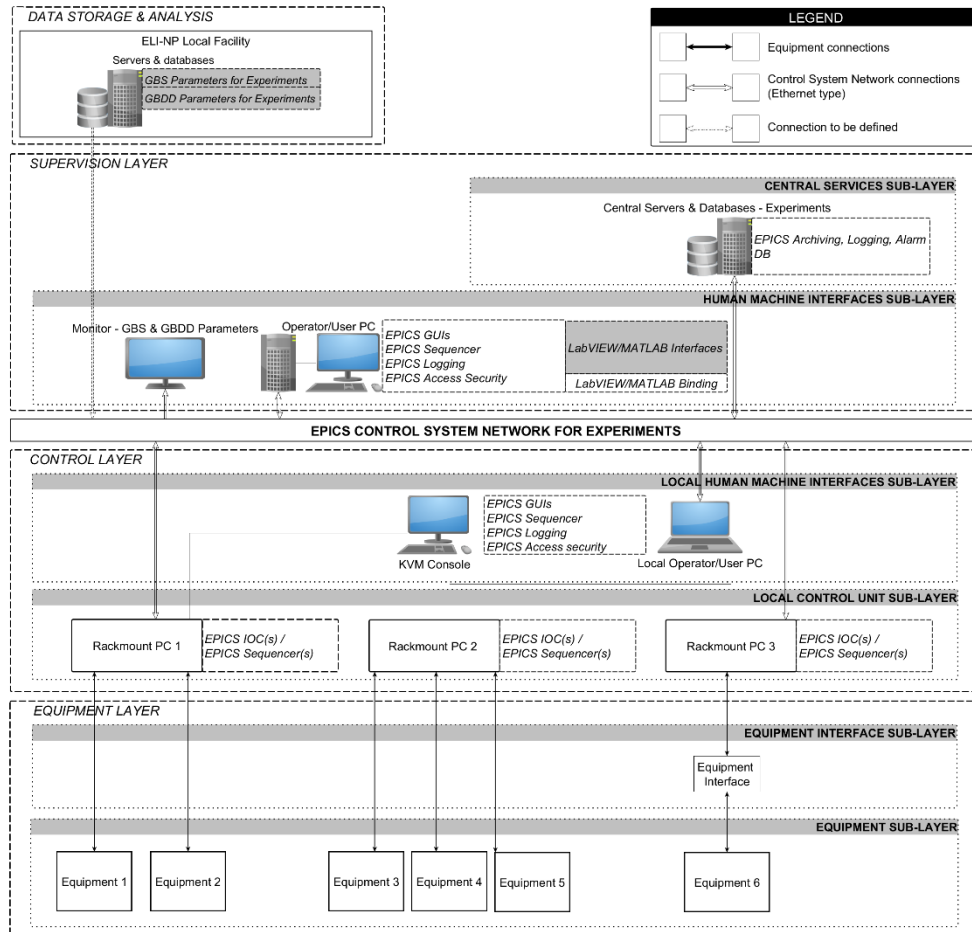 DATA STORAGE & ANALYSIS
ELI-NP Local Facility
Servers & databases
GBS Parameters for Experiments
GBDD Parameters for Experiments
LEGEND
Equipment connections
Control System Network connections
(Ethernet type)
Connection to be defined
SUPERVISION LAYER
CENTRAL SERVICES SUB-LAYER
Central Servers & Databases - Experiments
EPICS Archiving, Logging, Alarm
DB
HUMAN MACHINE INTERFACES SUB-LAYER
Monitor - GBS & GBDD Parameters
Operator/User PC
EPICS GUIs
EPICS Sequencer
EPICS Logging
EPICS Access Security
LabVIEW/MATLAB Interfaces
LabVIEW/MATLAB Binding
EPICS CONTROL SYSTEM NETWORK FOR EXPERIMENTS
CONTROL LAYER
LOCAL HUMAN MACHINE INTERFACES SUB-LAYER
KVM Console
EPICS GUIs
EPICS Sequencer
EPICS Logging
EPICS Access security
Local Operator/User PC
LOCAL CONTROL UNIT SUB-LAYER
Rackmount PC 1
EPICS IOC(s) /
EPICS Sequencer(s)
Rackmount PC 2
EPICS IOC(s) /
EPICS Sequencer(s)
Rackmount PC 3
EPICS IOC(s) /
EPICS Sequencer(s)
EQUIPMENT LAYER
EQUIPMENT INTERFACE SUB-LAYER
Equipment
Interface
EQUIPMENT SUB-LAYER
Equipment 1
Equipment 2
Equipment 3
Equipment 4
Equipment 5
Equipment 6